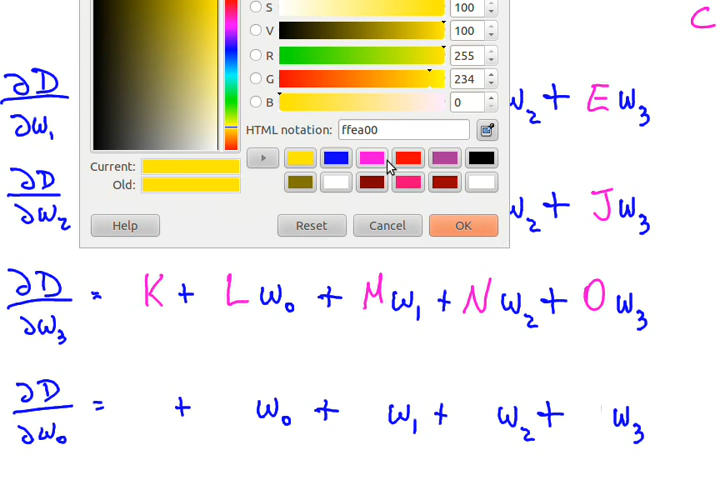 C
S 100
V 100
R 255
G 234
B 0
HTML notation: ffea00
Current:
Old:
Help Reset Cancel OK
∂D/∂w₁ w₂ + E w₃
∂D/∂w₂ w₂ + J w₃
∂D/∂w₃ = K + L w₀ + M w₁ + N w₂ + O w₃
∂D/∂w₀ = + w₀ + w₁ + w₂ + w₃